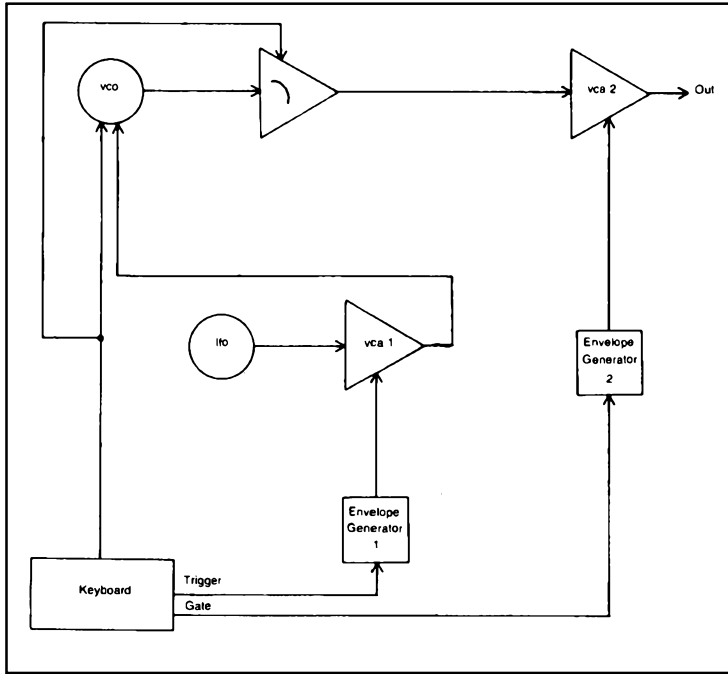 vco
vca 2
Out
lfo
vca 1
Envelope
Generator
2
Envelope
Generator
1
Keyboard
Trigger
Gate